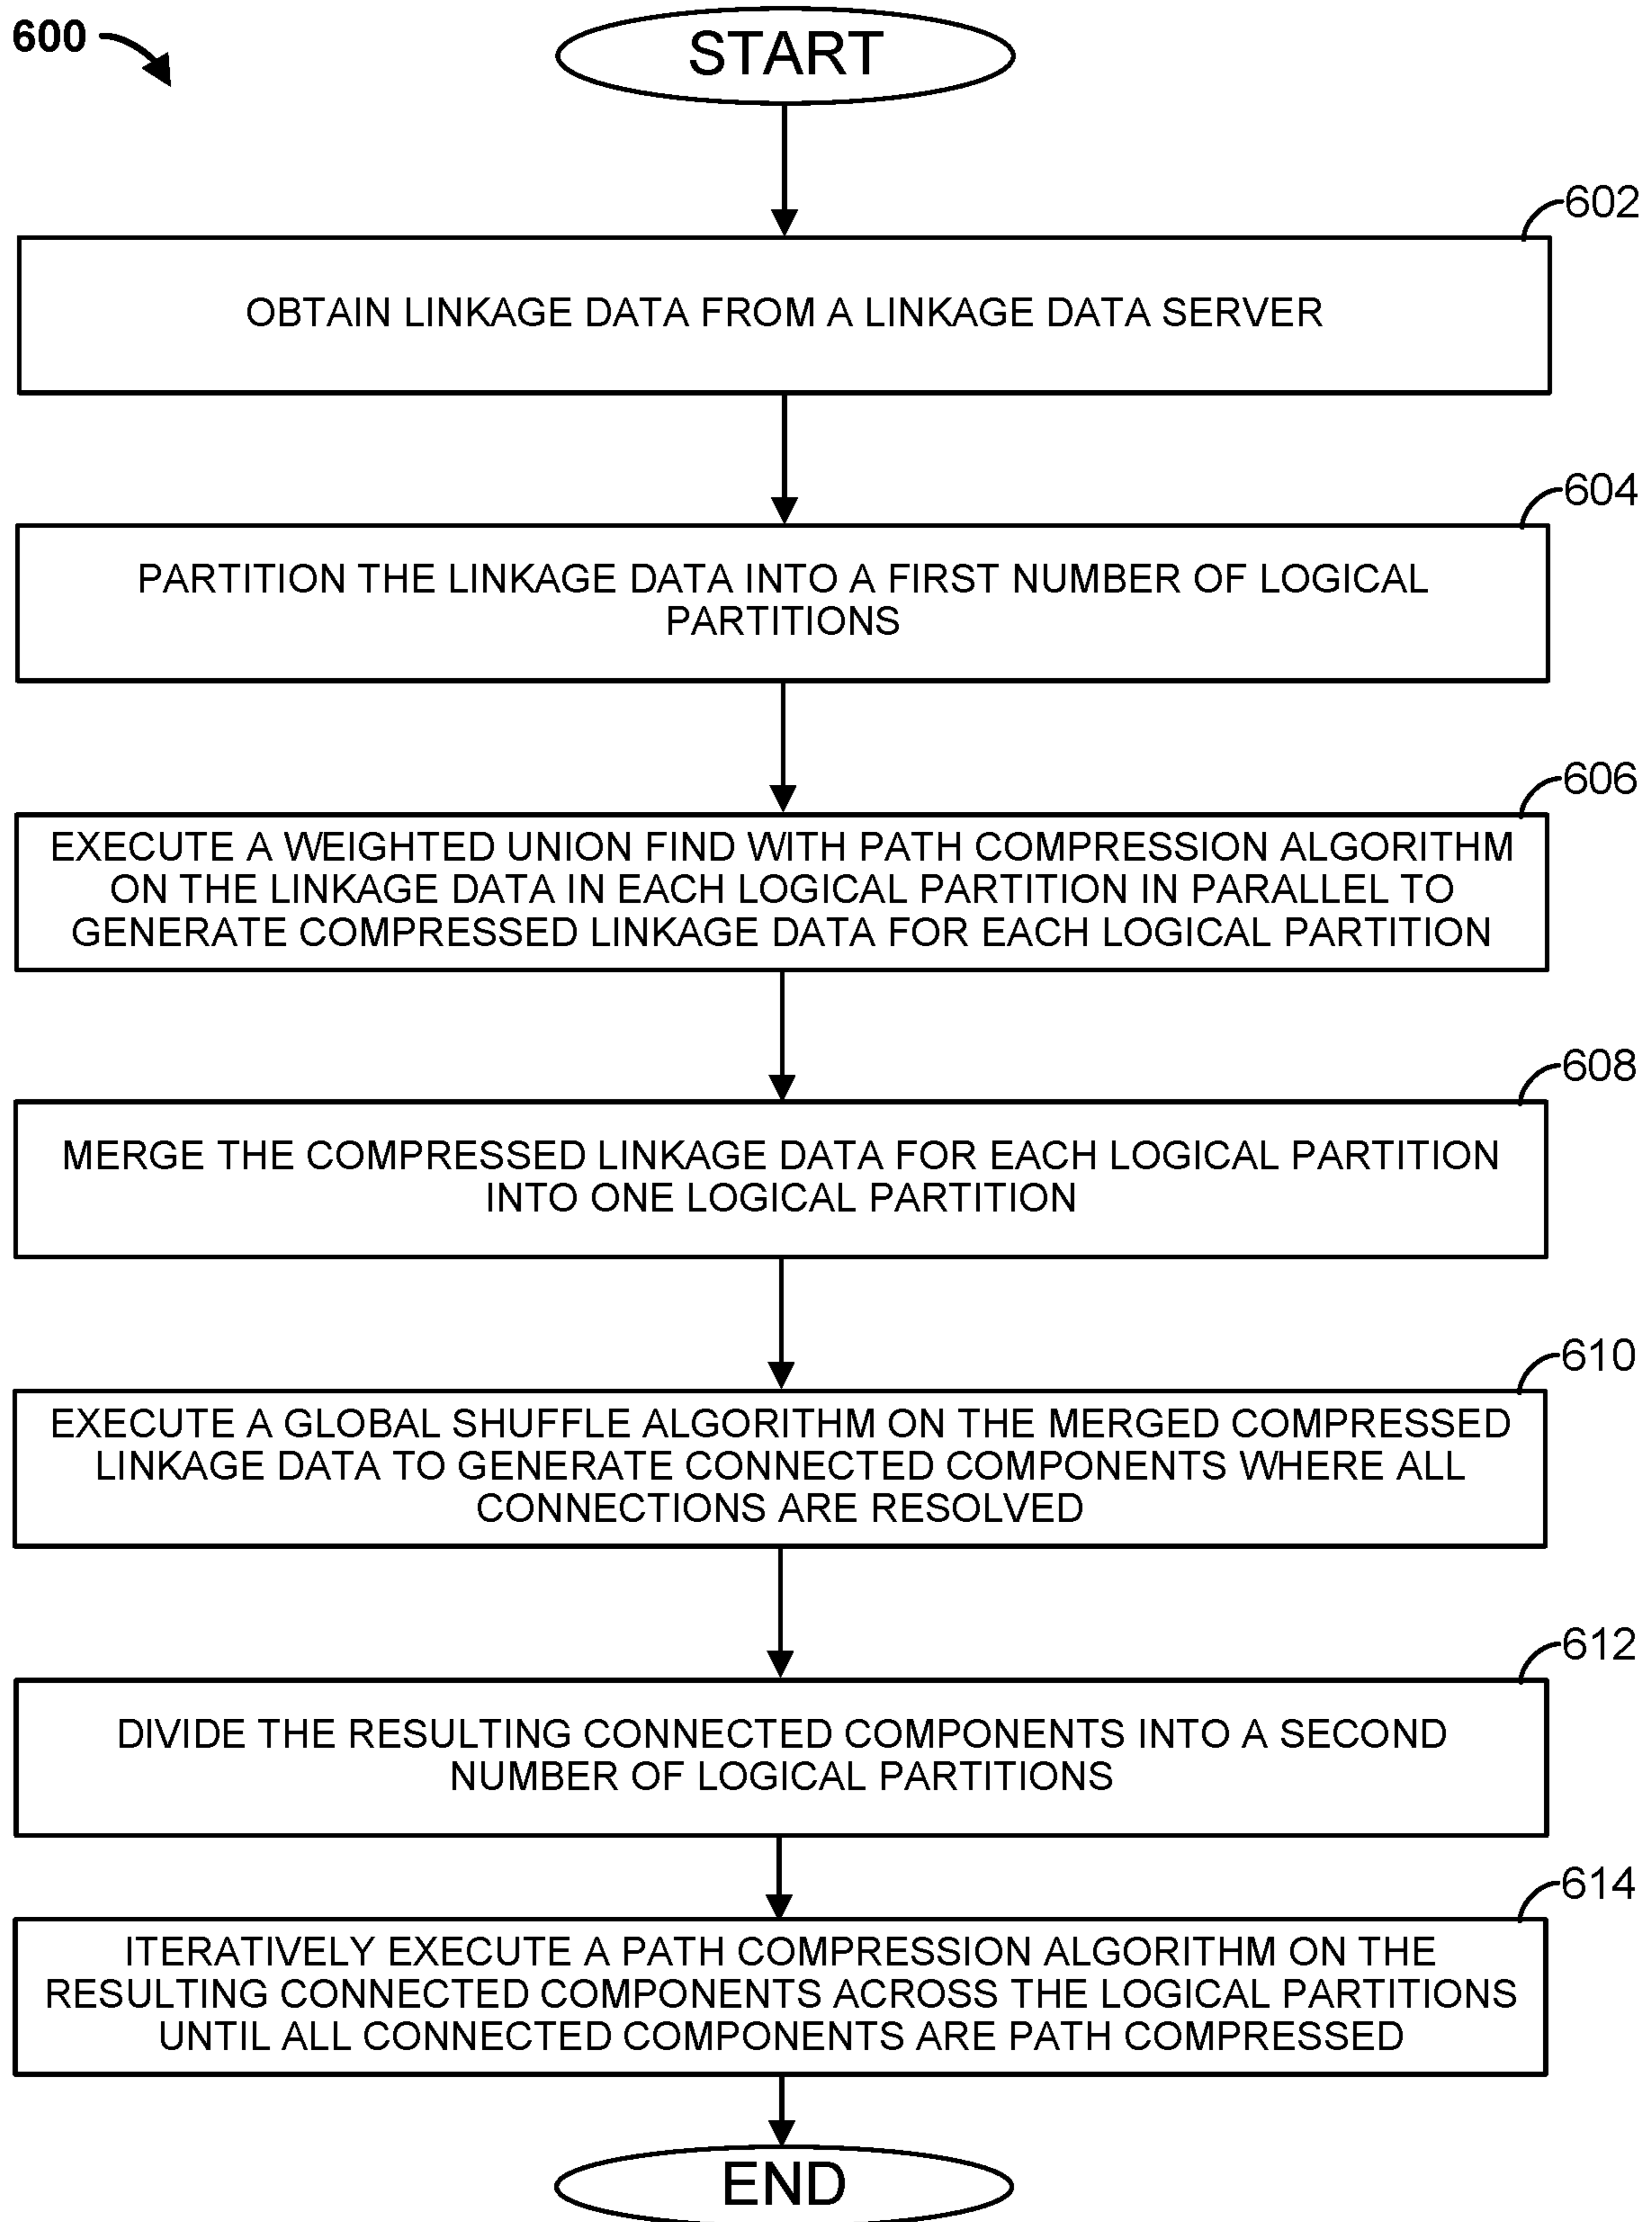 600
START
602
OBTAIN LINKAGE DATA FROM A LINKAGE DATA SERVER
604
PARTITION THE LINKAGE DATA INTO A FIRST NUMBER OF LOGICAL
PARTITIONS
606
EXECUTE A WEIGHTED UNION FIND WITH PATH COMPRESSION ALGORITHM
ON THE LINKAGE DATA IN EACH LOGICAL PARTITION IN PARALLEL TO
GENERATE COMPRESSED LINKAGE DATA FOR EACH LOGICAL PARTITION
608
MERGE THE COMPRESSED LINKAGE DATA FOR EACH LOGICAL PARTITION
INTO ONE LOGICAL PARTITION
610
EXECUTE A GLOBAL SHUFFLE ALGORITHM ON THE MERGED COMPRESSED
LINKAGE DATA TO GENERATE CONNECTED COMPONENTS WHERE ALL
CONNECTIONS ARE RESOLVED
612
DIVIDE THE RESULTING CONNECTED COMPONENTS INTO A SECOND
NUMBER OF LOGICAL PARTITIONS
614
ITERATIVELY EXECUTE A PATH COMPRESSION ALGORITHM ON THE
RESULTING CONNECTED COMPONENTS ACROSS THE LOGICAL PARTITIONS
UNTIL ALL CONNECTED COMPONENTS ARE PATH COMPRESSED
END